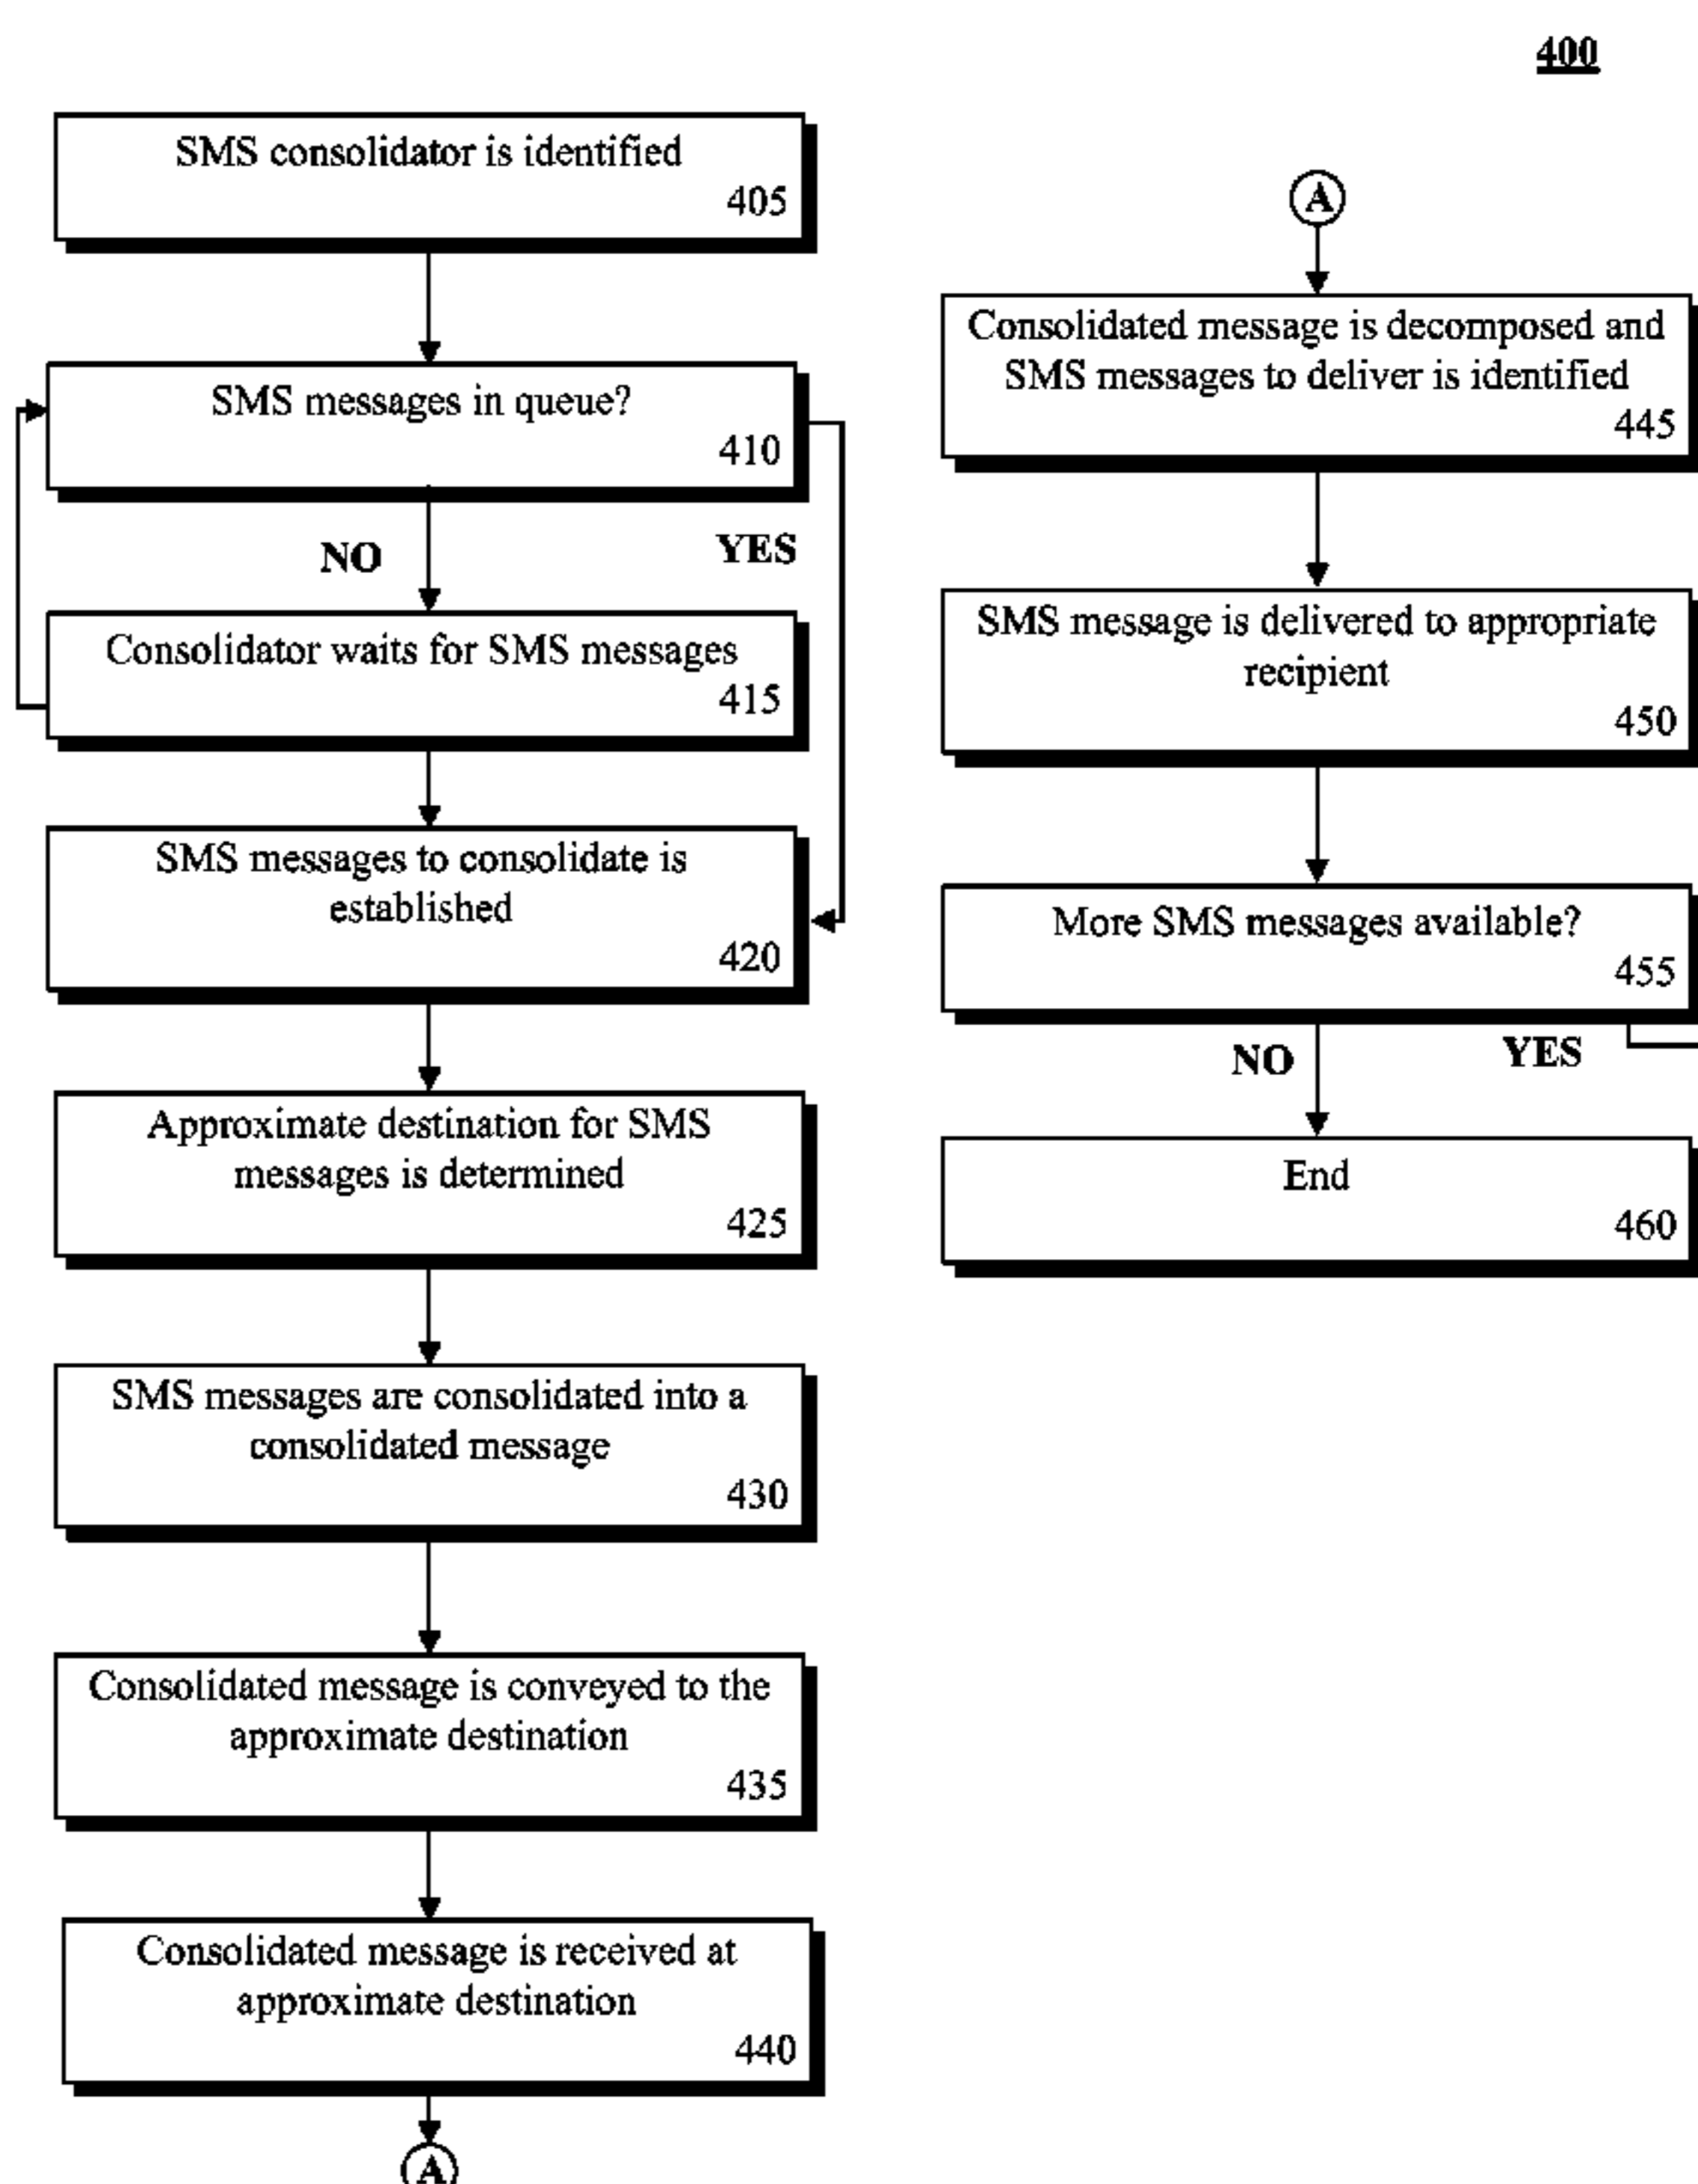 400
SMS consolidator is identified
405
SMS messages in queue?
410
NO
YES
Consolidator waits for SMS messages
415
SMS messages to consolidate is
established
420
Approximate destination for SMS
messages is determined
425
SMS messages are consolidated into a
consolidated message
430
Consolidated message is conveyed to the
approximate destination
435
Consolidated message is received at
approximate destination
440
A
A
Consolidated message is decomposed and
SMS messages to deliver is identified
445
SMS message is delivered to appropriate
recipient
450
More SMS messages available?
455
NO
YES
End
460